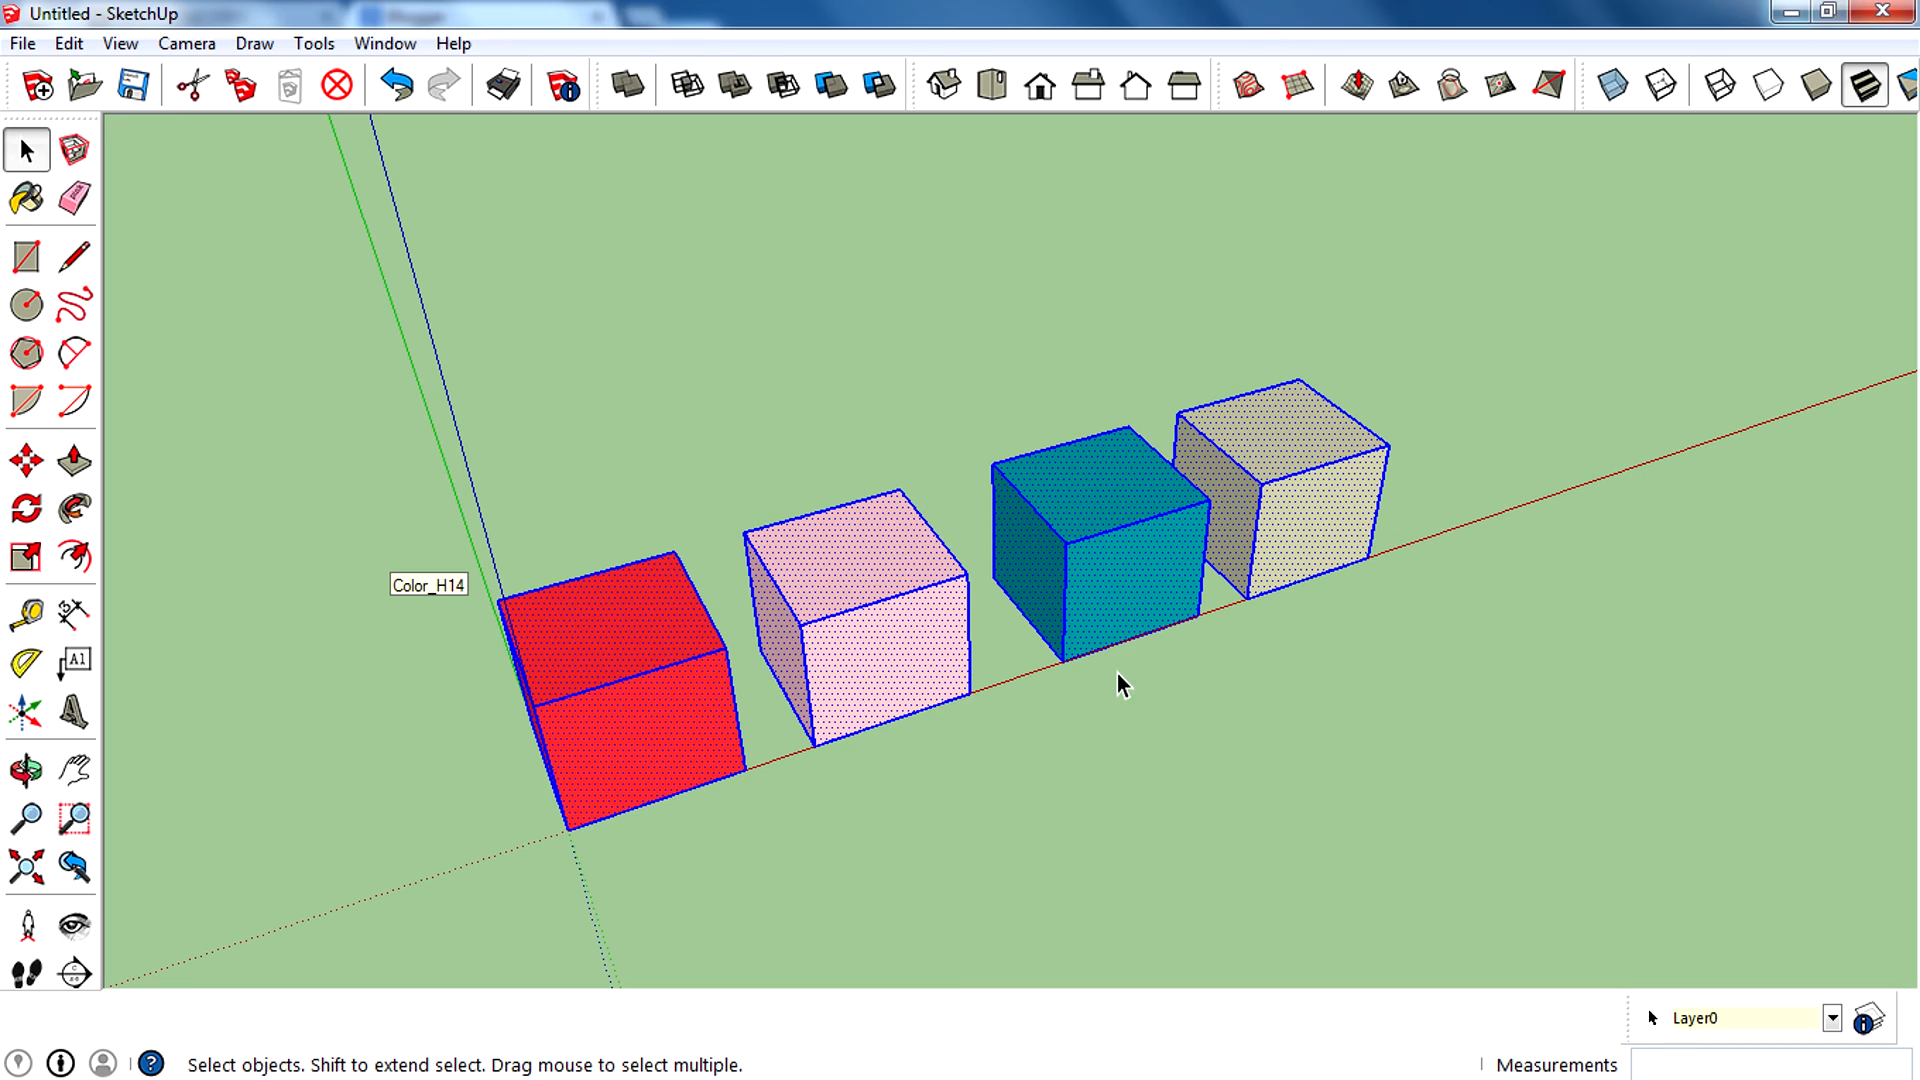 Untitled - SketchUp
File Edit View Camera Draw Tools Window Help
A1
Color_H14
Layer0
Select objects. Shift to extend select. Drag mouse to select multiple.
Measurements